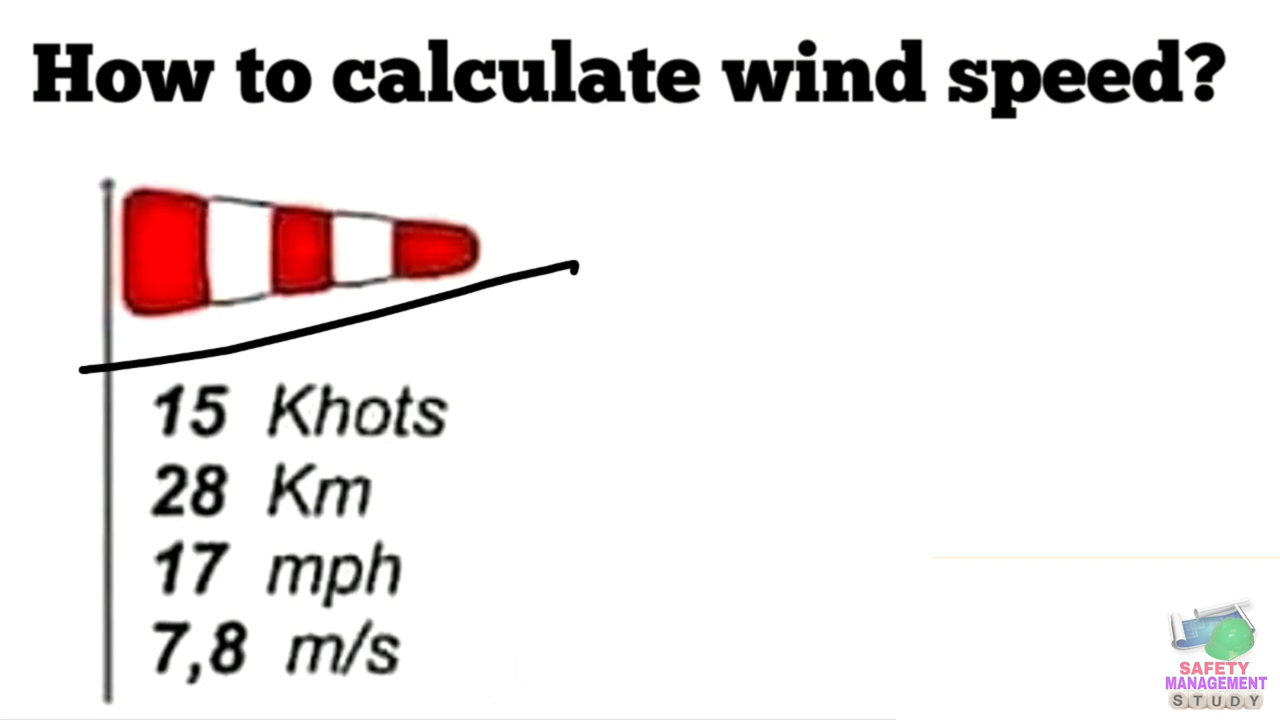 How to calculate wind speed?
15 Khots
28 Km
17 mph
7,8 m/s
SAFETY
MANAGEMENT
STUDY